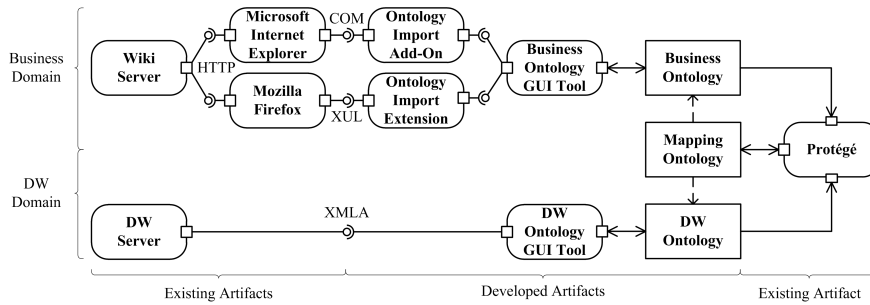 Business
Domain
DW
Domain
Wiki
Server
HTTP
Microsoft
Internet
Explorer
COM
Ontology
Import
Add-On
Mozilla
Firefox
XUL
Ontology
Import
Extension
Business
Ontology
GUI Tool
Business
Ontology
Mapping
Ontology
Protégé
DW
Server
XMLA
DW
Ontology
GUI Tool
DW
Ontology
Existing Artifacts
Developed Artifacts
Existing Artifact